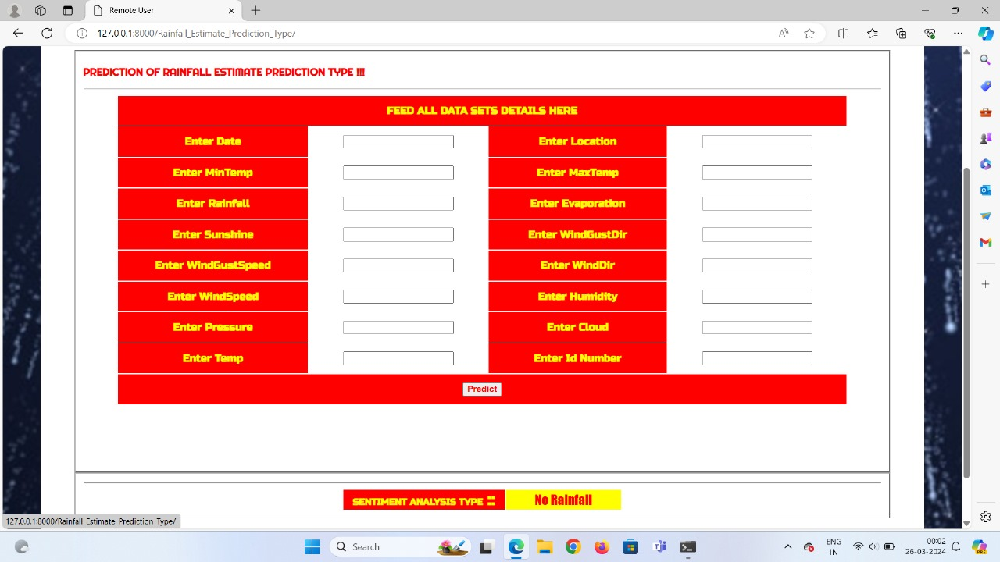 Remote User
127.0.0.1:8000/Rainfall_Estimate_Prediction_Type/
PREDICTION OF RAINFALL ESTIMATE PREDICTION TYPE !!!
FEED ALL DATA SETS DETAILS HERE
Enter Date Enter Location
Enter MinTemp Enter MaxTemp
Enter Rainfall Enter Evaporation
Enter Sunshine Enter WindGustDir
Enter WindGustSpeed Enter WindDir
Enter WindSpeed Enter Humidity
Enter Pressure Enter Cloud
Enter Temp Enter Id Number
Predict
SENTIMENT ANALYSIS TYPE :: No Rainfall
127.0.0.1:8000/Rainfall_Estimate_Prediction_Type/
Search
ENG
IN
00:02
26-03-2024
PRE